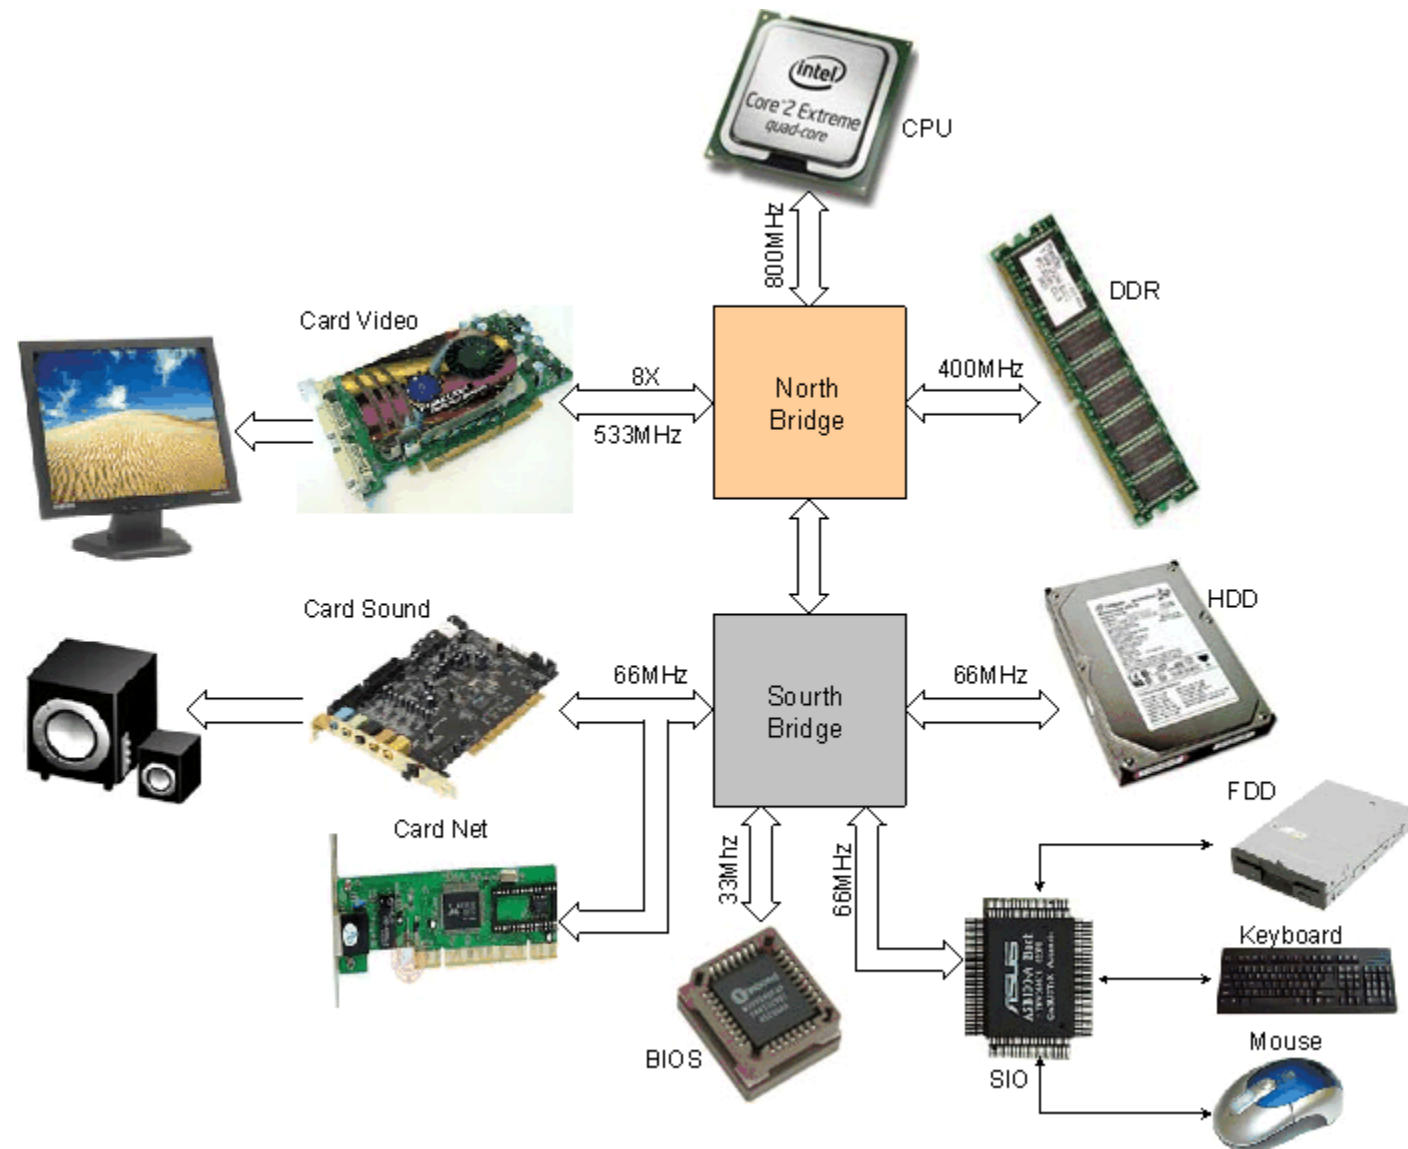 intel
Core 2 Extreme
quad-core
CPU
800MHz
DDR
Card Video
8X
533MHz
North
Bridge
400MHz
Card Sound
66MHz
Sourth
Bridge
66MHz
HDD
Card Net
33Mhz
66MHz
FDD
Keyboard
Mouse
ASUS
SIO
BIOS